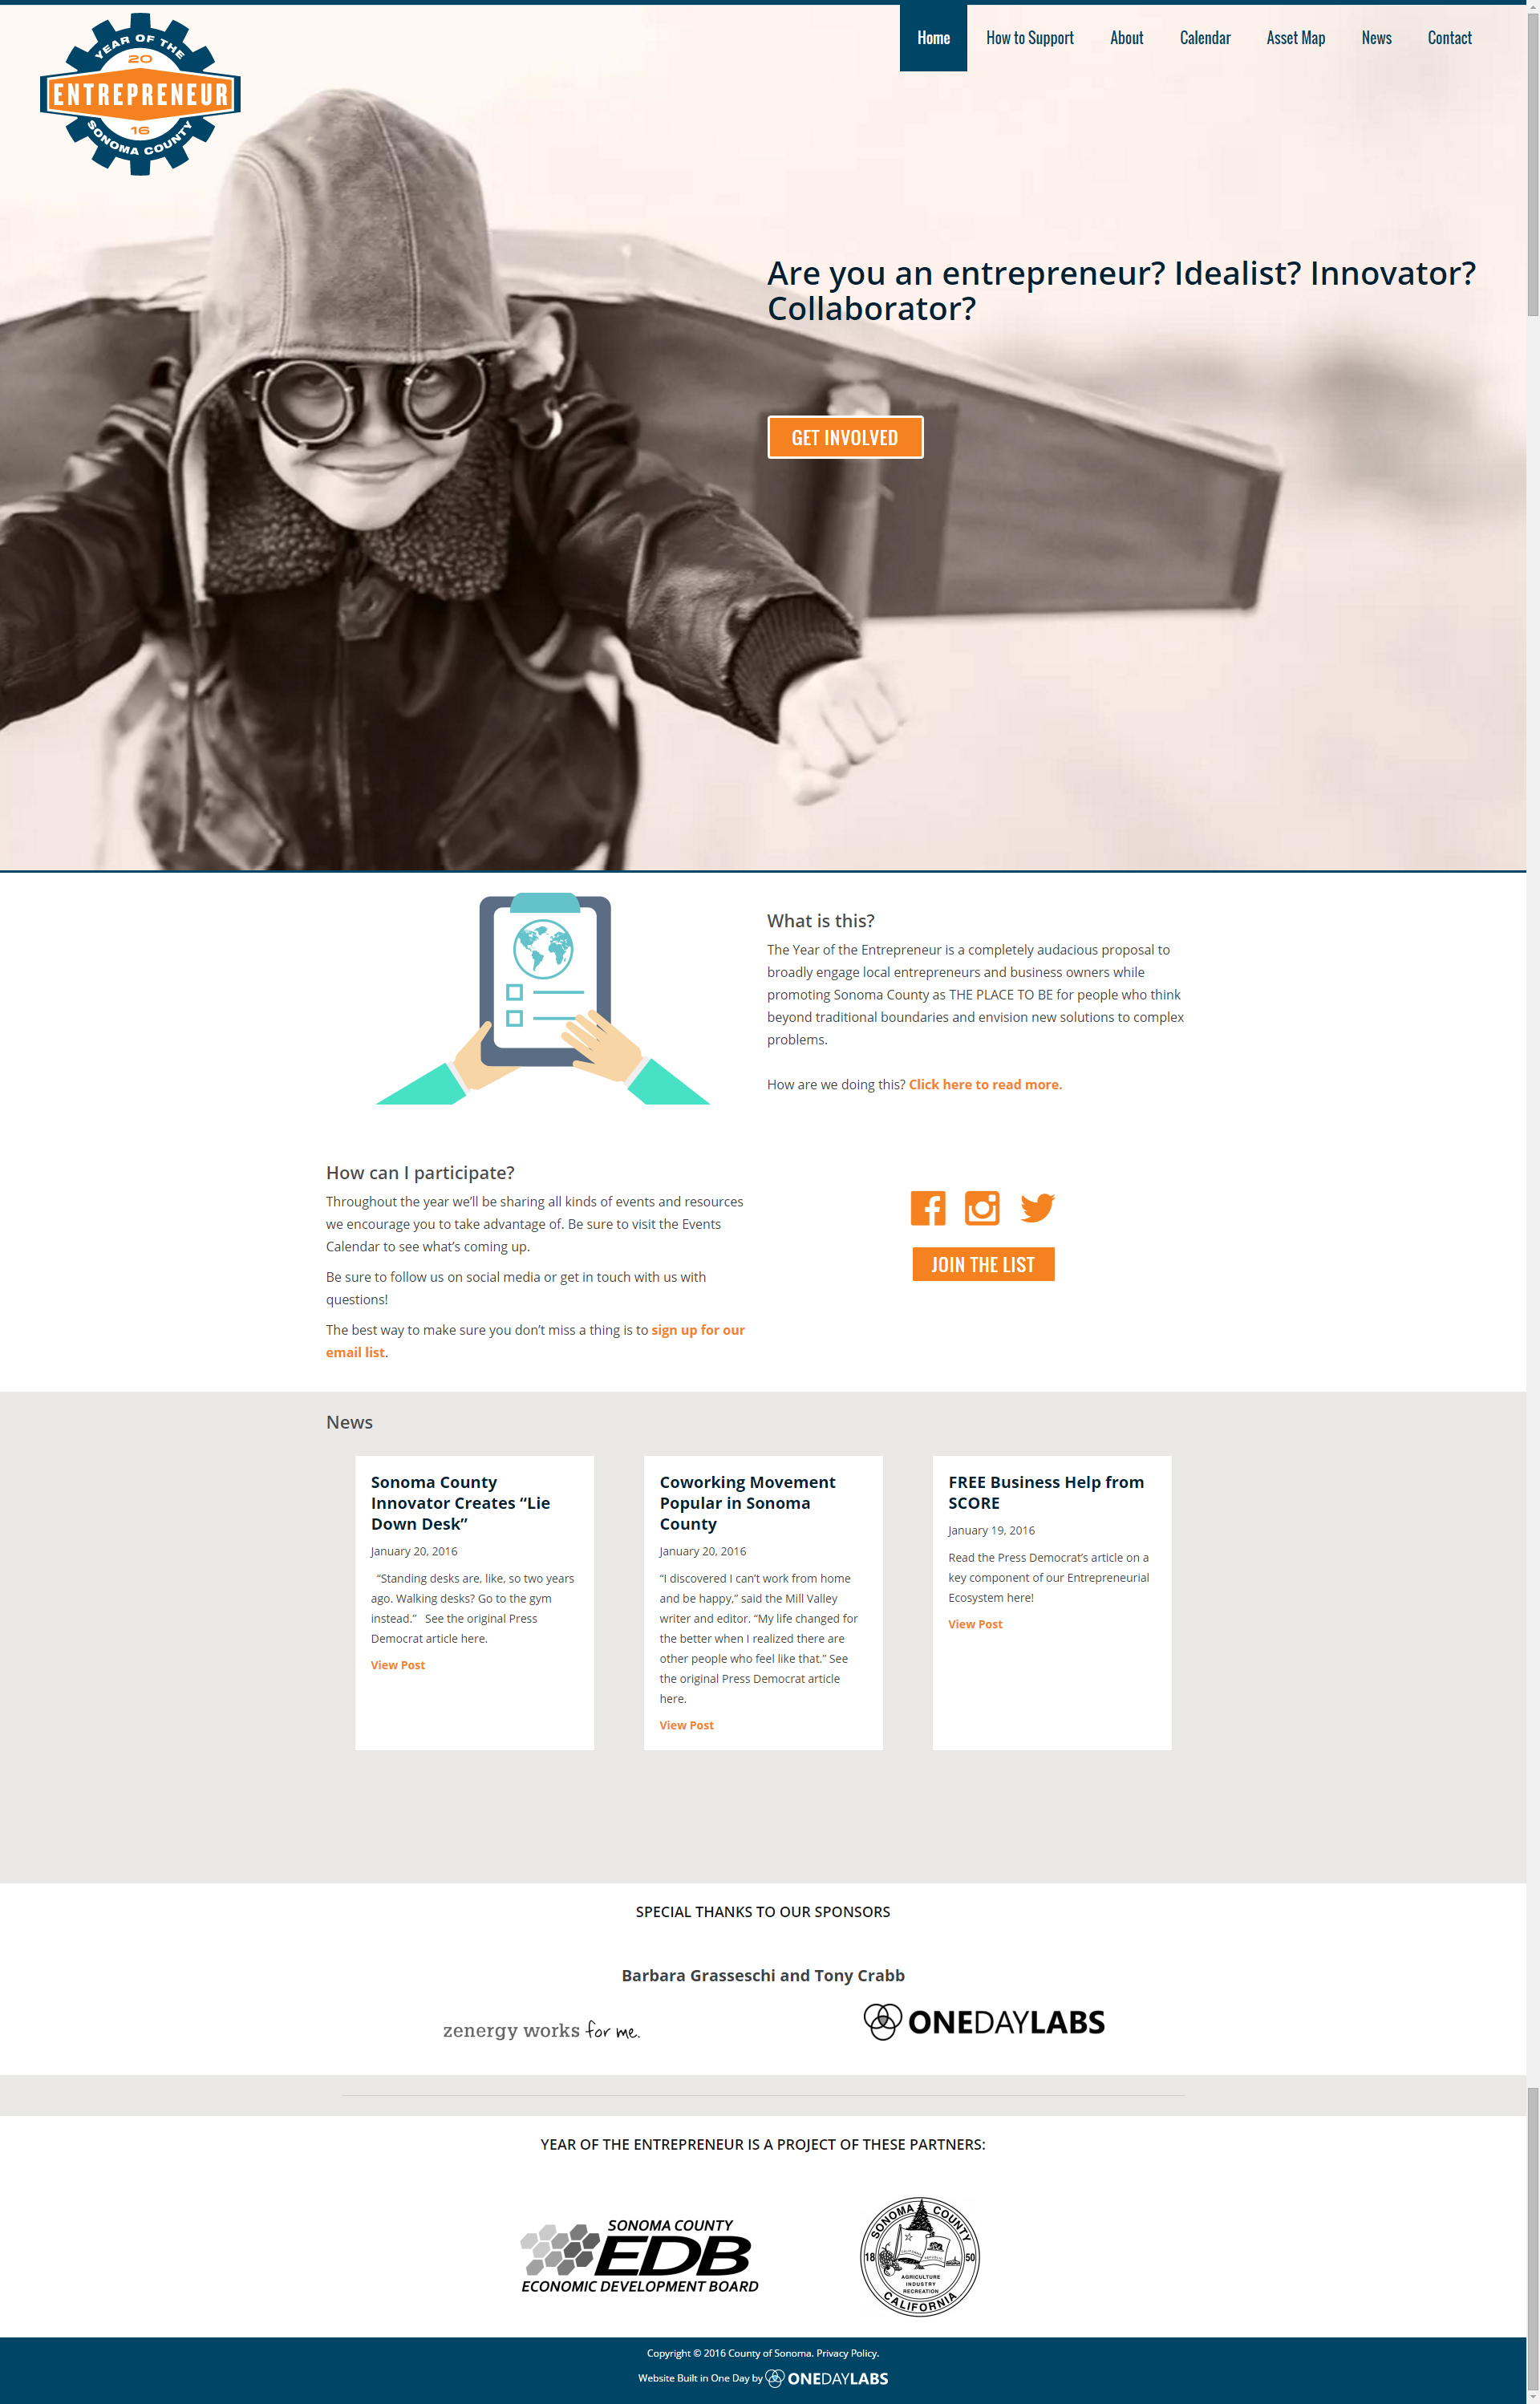 YEAR OF THE
20
ENTREPRENEUR
16
SONOMA COUNTY
Home How to Support About Calendar Asset Map News Contact
Are you an entrepreneur? Idealist? Innovator?
Collaborator?
GET INVOLVED
What is this?
The Year of the Entrepreneur is a completely audacious proposal to
broadly engage local entrepreneurs and business owners while
promoting Sonoma County as THE PLACE TO BE for people who think
beyond traditional boundaries and envision new solutions to complex
problems.
How are we doing this? Click here to read more.
How can I participate?
Throughout the year we’ll be sharing all kinds of events and resources
we encourage you to take advantage of. Be sure to visit the Events
Calendar to see what’s coming up.
Be sure to follow us on social media or get in touch with us with
questions!
The best way to make sure you don’t miss a thing is to sign up for our
email list.
JOIN THE LIST
News
Sonoma County
Innovator Creates “Lie
Down Desk”
January 20, 2016
“Standing desks are, like, so two years
ago. Walking desks? Go to the gym
instead.”   See the original Press
Democrat article here.
View Post
Coworking Movement
Popular in Sonoma
County
January 20, 2016
“I discovered I can’t work from home
and be happy,” said the Mill Valley
writer and editor. “My life changed for
the better when I realized there are
other people who feel like that.” See
the original Press Democrat article
here.
View Post
FREE Business Help from
SCORE
January 19, 2016
Read the Press Democrat’s article on a
key component of our Entrepreneurial
Ecosystem here!
View Post
SPECIAL THANKS TO OUR SPONSORS
Barbara Grasseschi and Tony Crabb
zenergy works for me.
ONEDAYLABS
YEAR OF THE ENTREPRENEUR IS A PROJECT OF THESE PARTNERS:
SONOMA COUNTY
EDB
ECONOMIC DEVELOPMENT BOARD
SONOMA COUNTY
18 50
AGRICULTURE
INDUSTRY
RECREATION
CALIFORNIA
Copyright © 2016 County of Sonoma. Privacy Policy.
Website Built in One Day by ONEDAYLABS